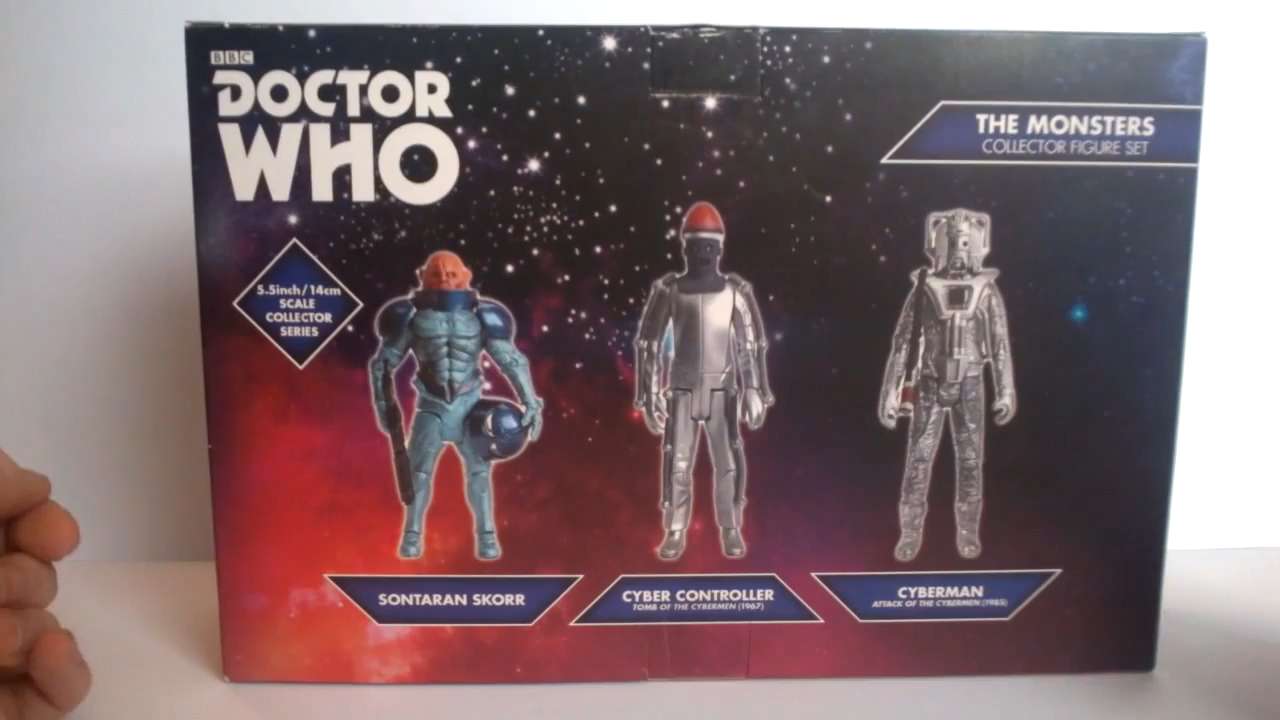 BBC
DOCTOR
WHO
THE MONSTERS
COLLECTOR FIGURE SET
5.5inch/14cm
SCALE
COLLECTOR
SERIES
SONTARAN SKORR
CYBER CONTROLLER
TOMB OF THE CYBERMEN (1967)
CYBERMAN
ATTACK OF THE CYBERMEN (1985)